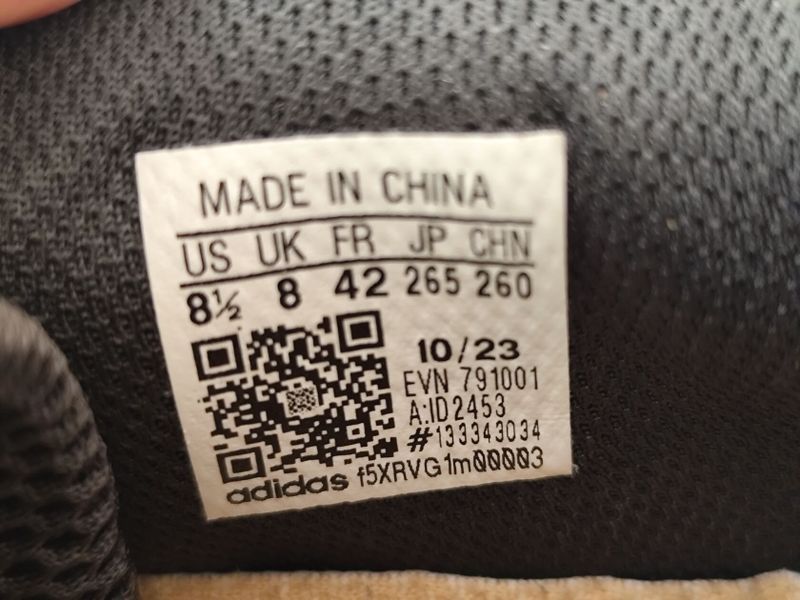 MADE IN CHINA
US UK FR JP CHN
8½ 8 42 265 260
10/23
EVN 791001
A:ID2453
#133343034
adidas f5XRVG1m00003